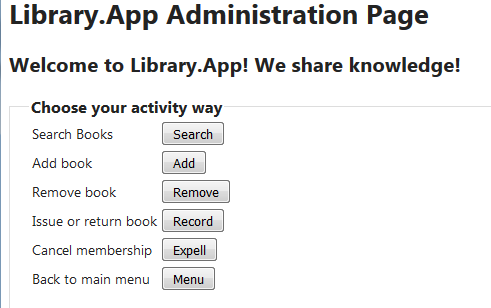 Library.App Administration Page
Welcome to Library.App! We share knowledge!
Choose your activity way
Search Books Search
Add book Add
Remove book Remove
Issue or return book Record
Cancel membership Expell
Back to main menu Menu